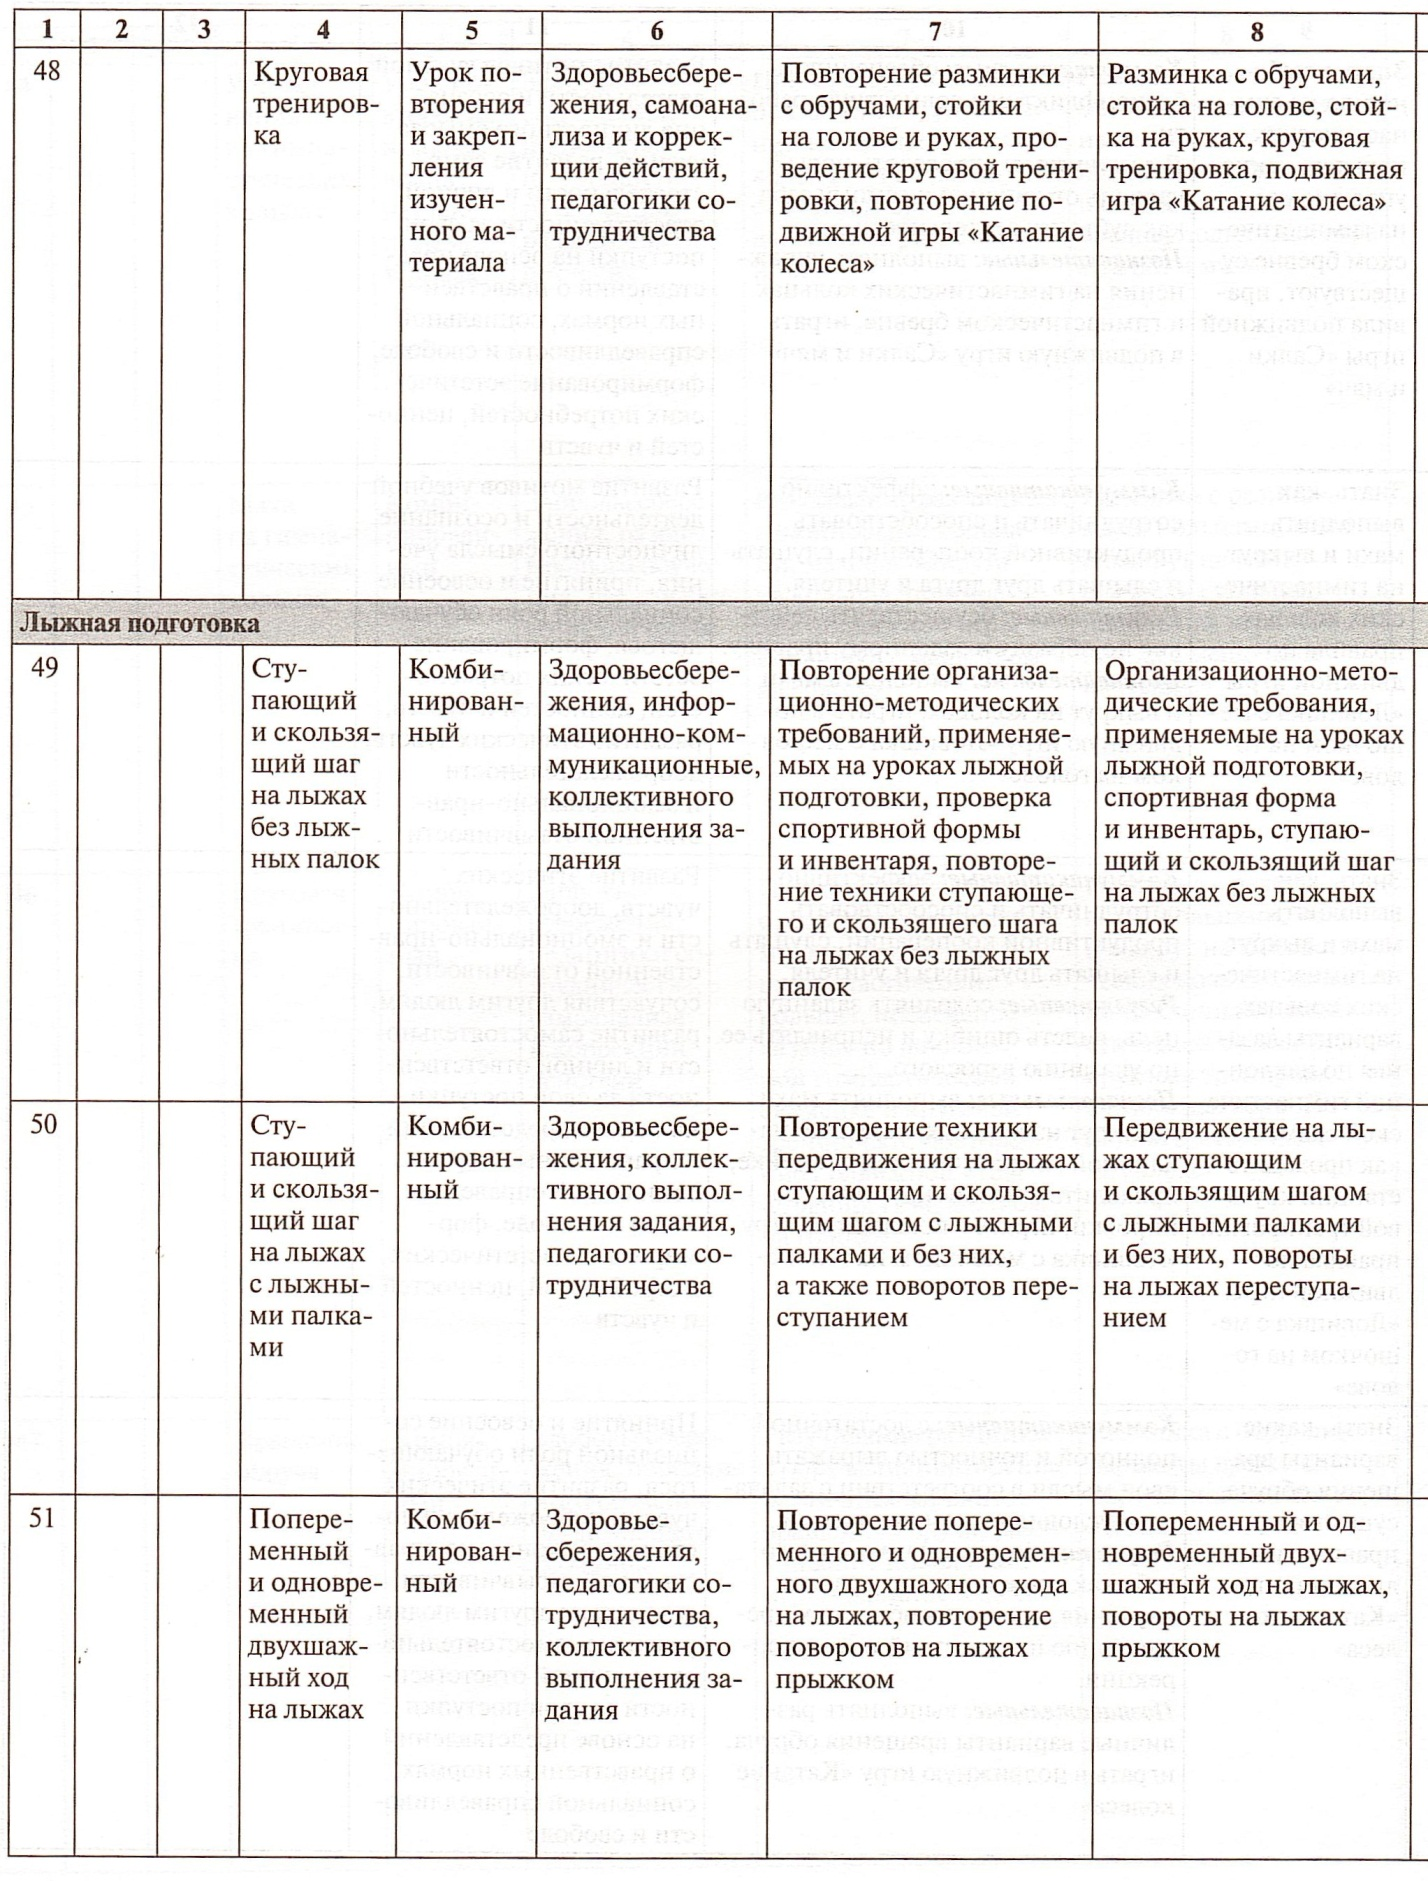 1 2 3 4 5 6 7 8
48
Круговая
трениров-
ка
Урок по-
вторения
и закреп-
ления
изучен-
ного ма-
териала
Здоровьесбере-
жения, самоана-
лиза и коррек-
ции действий,
педагогики со-
трудничества
Повторение разминки
с обручами, стойки
на голове и руках, про-
ведение круговой трени-
ровки, повторение по-
движной игры «Катание
колеса»
Разминка с обручами,
стойка на голове, стой-
ка на руках, круговая
тренировка, подвижная
игра «Катание колеса»
Лыжная подготовка
49
Сту-
пающий
и скользя-
щий шаг
на лыжах
без лыж-
ных палок
Комби-
нирован-
ный
Здоровьесбере-
жения, инфор-
мационно-ком-
муникационные,
коллективного
выполнения за-
дания
Повторение организа-
ционно-методических
требований, применяе-
мых на уроках лыжной
подготовки, проверка
спортивной формы
и инвентаря, повторе-
ние техники ступающе-
го и скользящего шага
на лыжах без лыжных
палок
Организационно-мето-
дические требования,
применяемые на уроках
лыжной подготовки,
спортивная форма
и инвентарь, ступаю-
щий и скользящий шаг
на лыжах без лыжных
палок
50
Сту-
пающий
и скользя-
щий шаг
на лыжах
с лыжны-
ми палка-
ми
Комби-
нирован-
ный
Здоровьесбере-
жения, коллек-
тивного выпол-
нения задания,
педагогики со-
трудничества
Повторение техники
передвижения на лыжах
ступающим и скользя-
щим шагом с лыжными
палками и без них,
а также поворотов пере-
ступанием
Передвижение на лы-
жах ступающим
и скользящим шагом
с лыжными палками
и без них, повороты
на лыжах переступа-
нием
51
Попере-
менный
и одновре-
менный
двухшаж-
ный ход
на лыжах
Комби-
нирован-
ный
Здоровье-
сбережения,
педагогики со-
трудничества,
коллективного
выполнения за-
дания
Повторение попере-
менного и одновремен-
ного двухшажного хода
на лыжах, повторение
поворотов на лыжах
прыжком
Попеременный и од-
новременный двух-
шажный ход на лыжах,
повороты на лыжах
прыжком